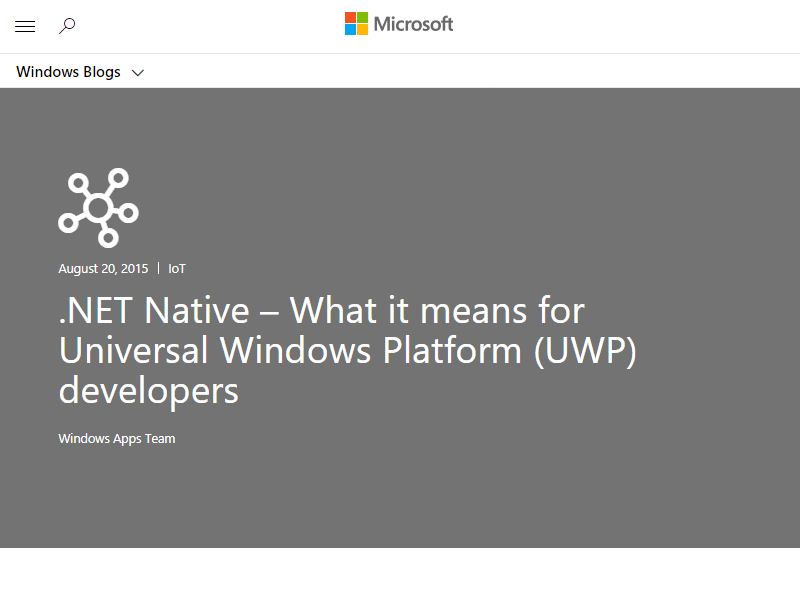 Microsoft
Windows Blogs
August 20, 2015 | IoT
.NET Native – What it means for
Universal Windows Platform (UWP)
developers
Windows Apps Team